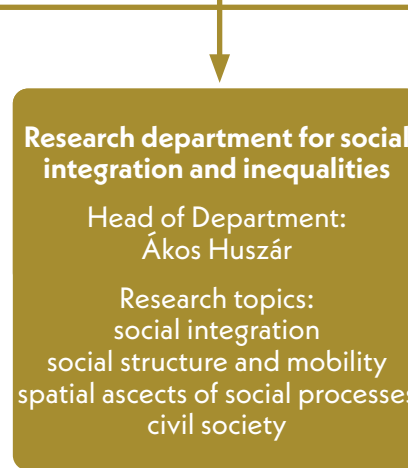 Research department for social
integration and inequalities
Head of Department:
Ákos Huszár
Research topics:
social integration
social structure and mobility
spatial ascects of social processes
civil society